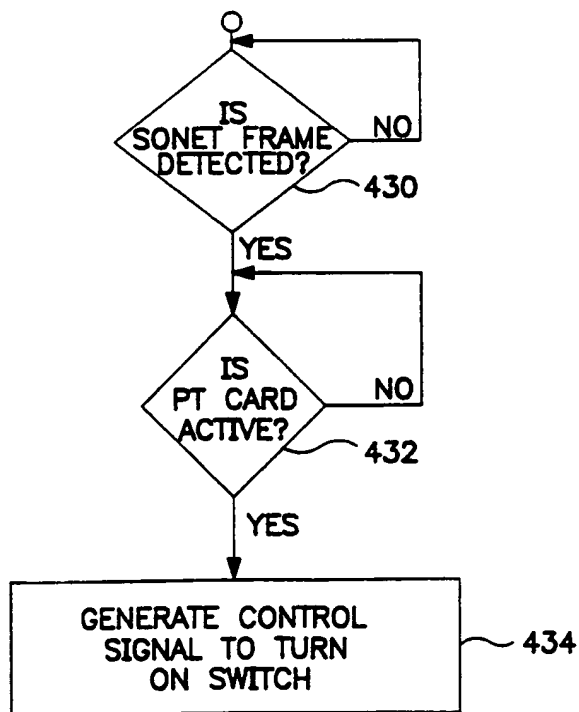 IS
SONET FRAME
DETECTED?
NO
430
YES
IS
PT CARD
ACTIVE?
NO
432
YES
GENERATE CONTROL
SIGNAL TO TURN
ON SWITCH
434